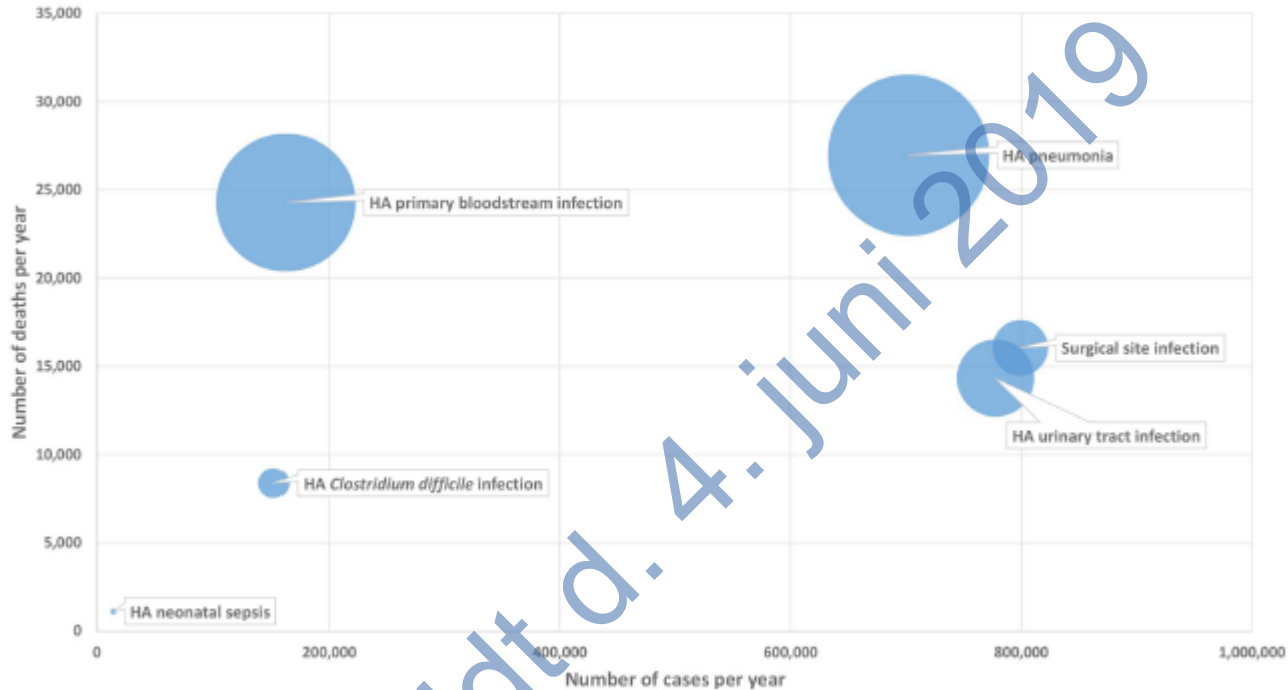 35,000
30,000
25,000
20,000
15,000
10,000
5,000
0
Number of deaths per year
HA pneumonia
HA primary bloodstream infection
Surgical site infection
HA urinary tract infection
HA Clostridium difficile infection
HA neonatal sepsis
0
200,000
400,000
600,000
800,000
1,000,000
Number of cases per year
d. 4. juni 2019